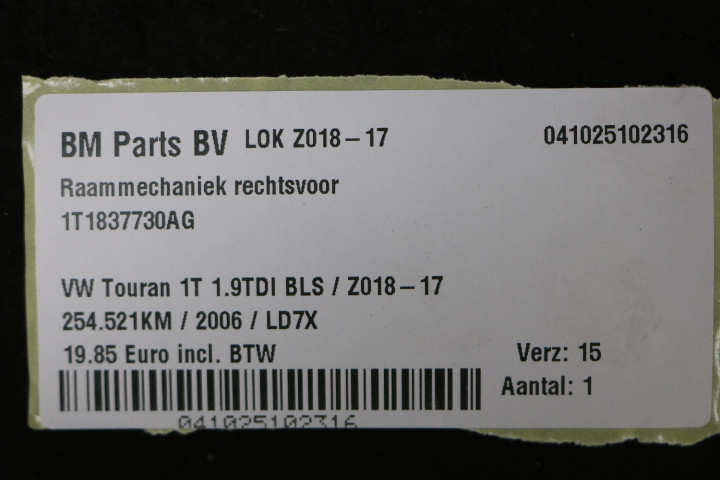 BM Parts BV LOK Z018-17 041025102316
Raammechaniek rechtsvoor
1T1837730AG
VW Touran 1T 1.9TDI BLS / Z018-17
254.521KM / 2006 / LD7X
19.85 Euro incl. BTW Verz: 15
Aantal: 1
041025102316